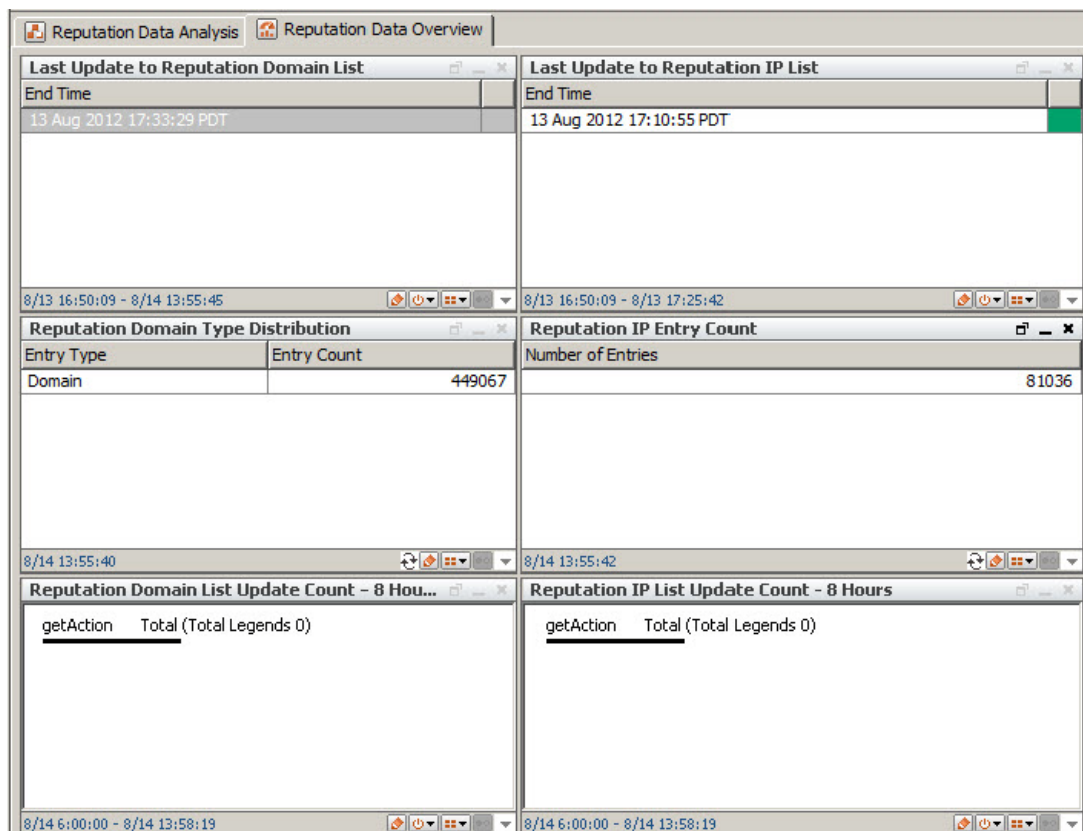 Reputation Data Analysis
Reputation Data Overview
Last Update to Reputation Domain List
End Time
13 Aug 2012 17:33:29 PDT
8/13 16:50:09 - 8/14 13:55:45
Last Update to Reputation IP List
End Time
13 Aug 2012 17:10:55 PDT
8/13 16:50:09 - 8/13 17:25:42
Reputation Domain Type Distribution
Entry Type Entry Count
Domain 449067
8/14 13:55:40
Reputation IP Entry Count
Number of Entries
81036
8/14 13:55:42
Reputation Domain List Update Count - 8 Hou...
getAction Total (Total Legends 0)
8/14 6:00:00 - 8/14 13:58:19
Reputation IP List Update Count - 8 Hours
getAction Total (Total Legends 0)
8/14 6:00:00 - 8/14 13:58:19